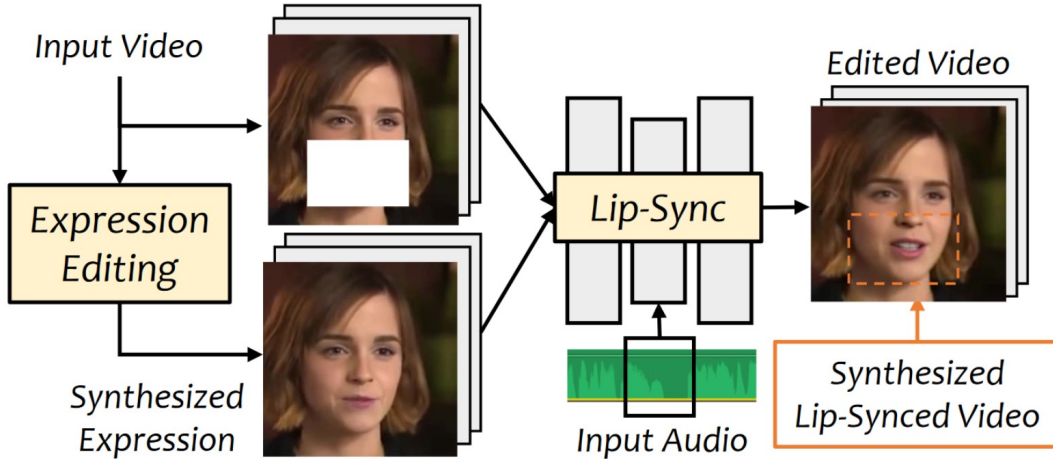 Input Video
Expression
Editing
Synthesized
Expression
Lip-Sync
Input Audio
Edited Video
Synthesized
Lip-Synced Video